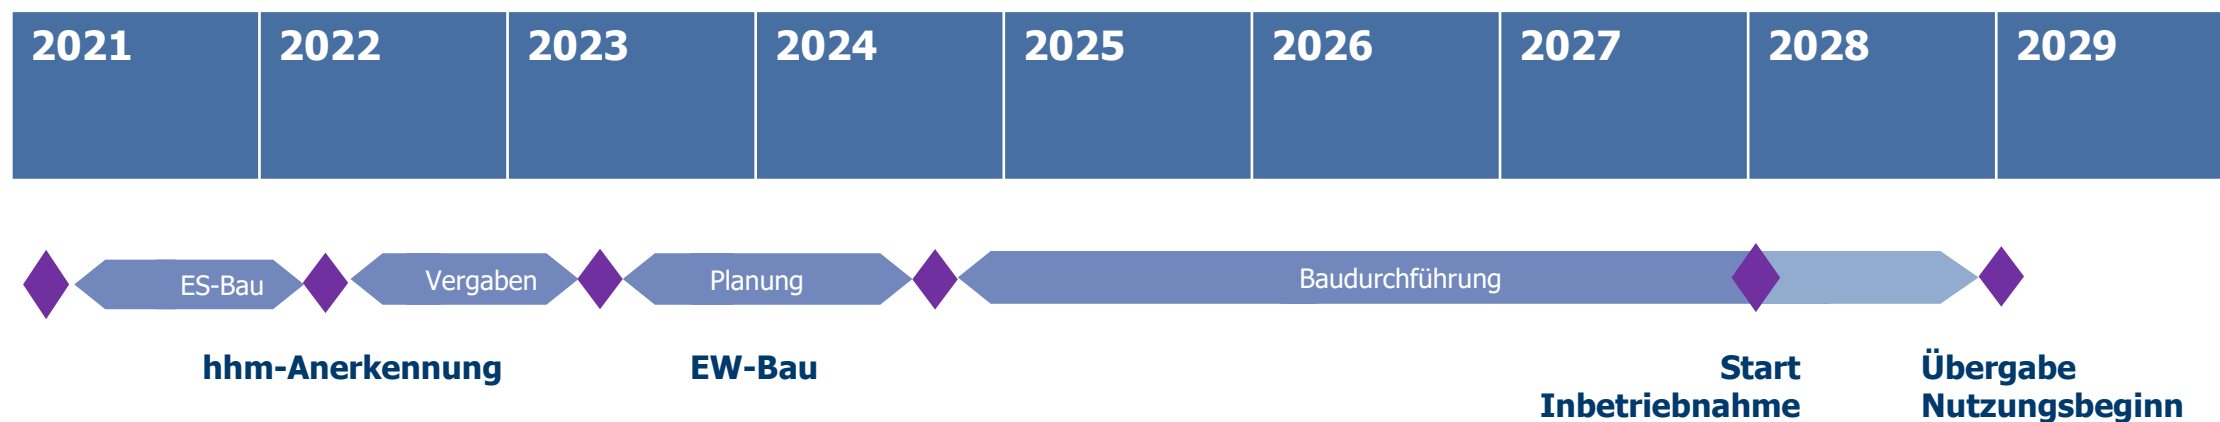 2021 2022 2023 2024 2025 2026 2027 2028 2029
ES-Bau Vergaben Planung Baudurchführung
hhm-Anerkennung EW-Bau Start Übergabe
Inbetriebnahme Nutzungsbeginn